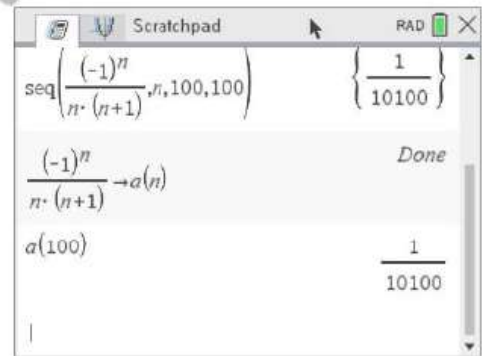 Scratchpad RAD
seq((-1)^n/(n·(n+1)),n,100,100) {1/10100}
(-1)^n/(n·(n+1))→a(n) Done
a(100) 1/10100